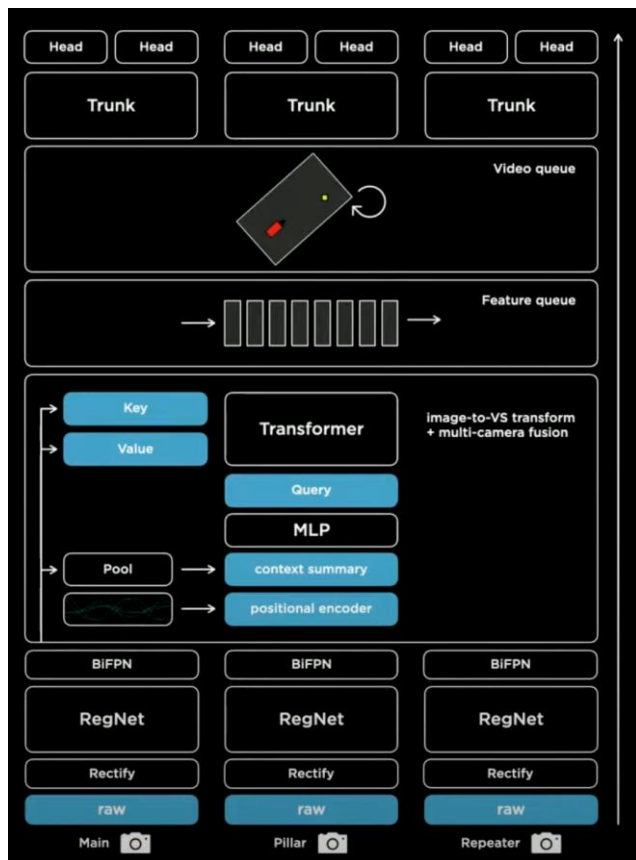 Head Head Head Head Head Head
Trunk Trunk Trunk
Video queue
Feature queue
Key
Value
Transformer
image-to-VS transform
+ multi-camera fusion
Query
MLP
Pool
context summary
positional encoder
BiFPN BiFPN BiFPN
RegNet RegNet RegNet
Rectify Rectify Rectify
raw raw raw
Main Pillar Repeater